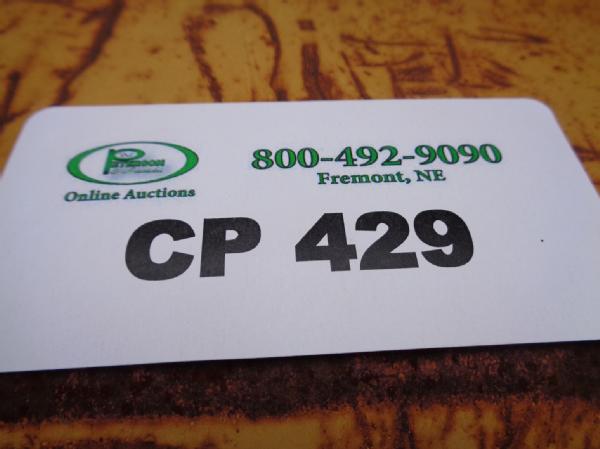 Online Auctions
800-492-9090
Fremont, NE
CP 429